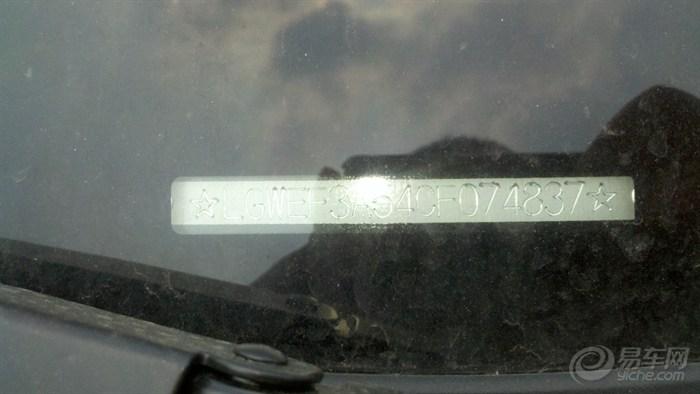 ☆LGWEF3A54CF074837☆
易车网
yiche.com